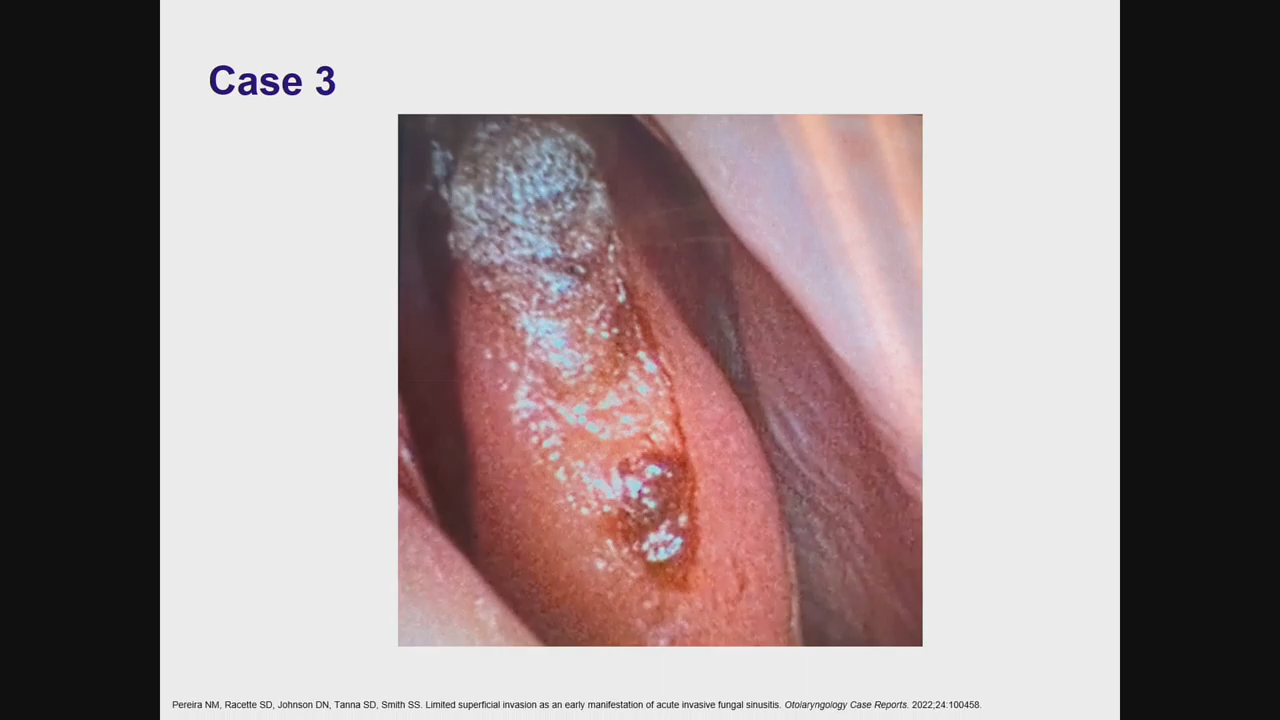 Case 3
Pereira NM, Racette SD, Johnson DN, Tanna SD, Smith SS. Limited superficial invasion as an early manifestation of acute invasive fungal sinusitis. Otolaryngology Case Reports. 2022;24:100458.